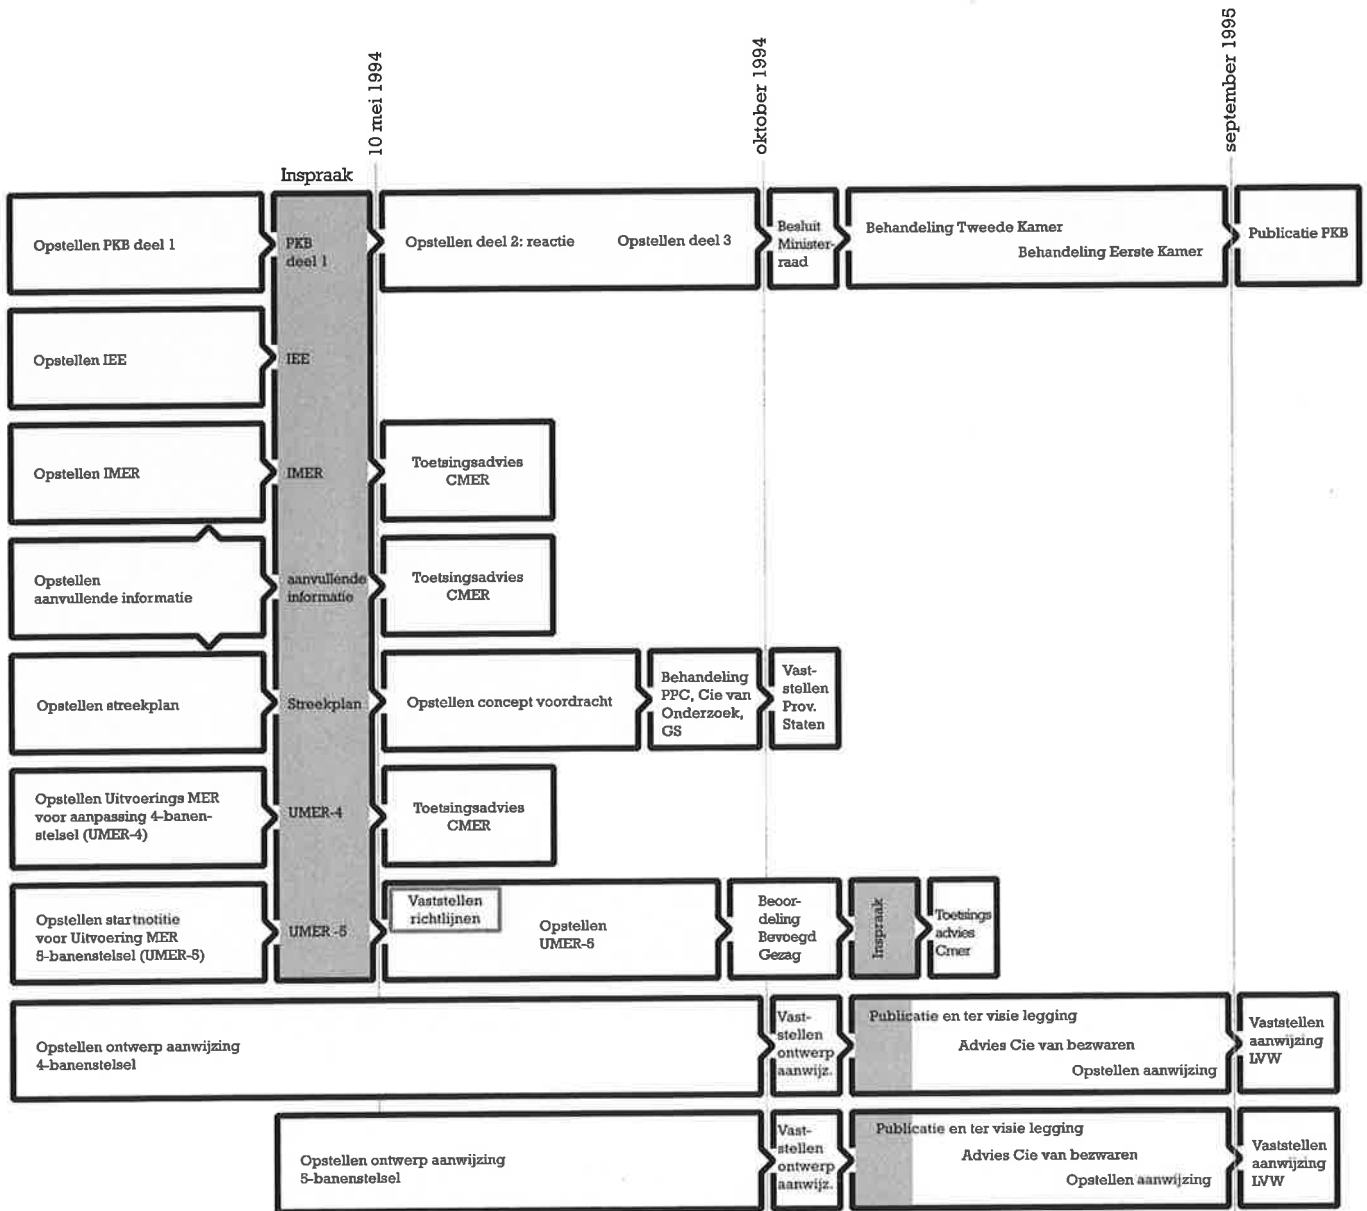 10 mei 1994
oktober 1994
september 1995
Inspraak
Opstellen PKB deel 1
PKB
deel 1
Opstellen deel 2: reactie
Opstellen deel 3
Besluit
Minister-
raad
Behandeling Tweede Kamer
Behandeling Eerste Kamer
Publicatie PKB
Opstellen IEE
IEE
Opstellen IMER
IMER
Toetsingsadvies
CMER
Opstellen
aanvullende informatie
aanvullende
informatie
Toetsingsadvies
CMER
Opstellen streekplan
Streekplan
Opstellen concept voordracht
Behandeling
PPC, Cie van
Onderzoek,
GS
Vast-
stellen
Prov.
Staten
Opstellen Uitvoerings MER
voor aanpassing 4-banen-
stelsel (UMER-4)
UMER-4
Toetsingsadvies
CMER
Opstellen startnotitie
voor Uitvoering MER
5-banenstelsel (UMER-5)
UMER-5
Vaststellen
richtlijnen
Opstellen
UMER-5
Beoor-
deling
Bevoegd
Gezag
Inspraak
Toetsings
advies
Cmer
Opstellen ontwerp aanwijzing
4-banenstelsel
Vast-
stellen
ontwerp
aanwijz.
Publicatie en ter visie legging
Advies Cie van bezwaren
Opstellen aanwijzing
Vaststellen
aanwijzing
LVW
Opstellen ontwerp aanwijzing
5-banenstelsel
Vast-
stellen
ontwerp
aanwijz.
Publicatie en ter visie legging
Advies Cie van bezwaren
Opstellen aanwijzing
Vaststellen
aanwijzing
LVW